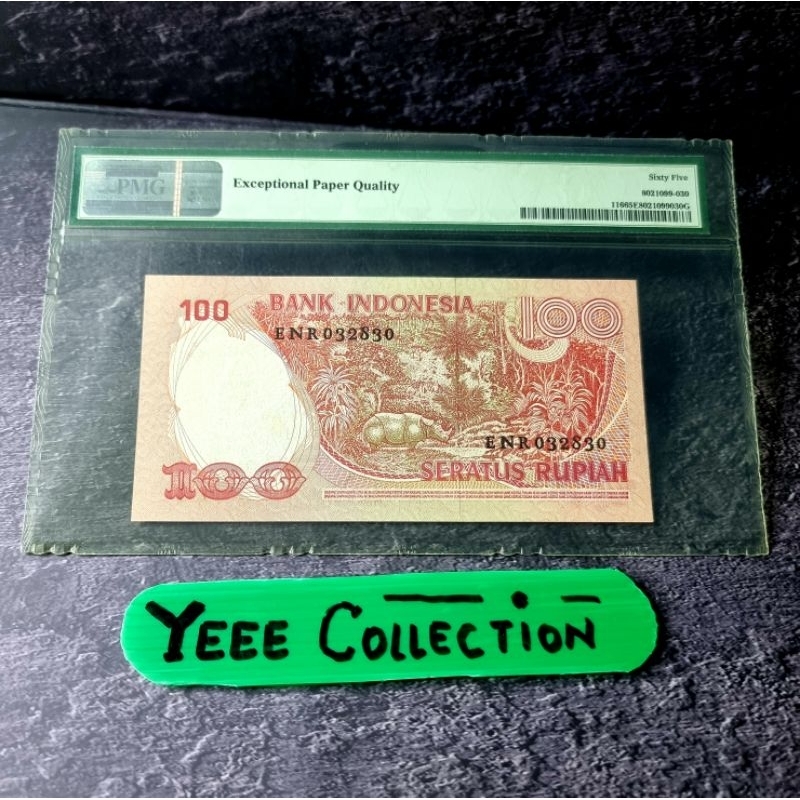 PMG
Exceptional Paper Quality
Sixty Five
8021099-030
11665E8021099030G
100
BANK INDONESIA
100
ENR032830
ENR032830
100
SERATUS RUPIAH
YEEE COLLECTION